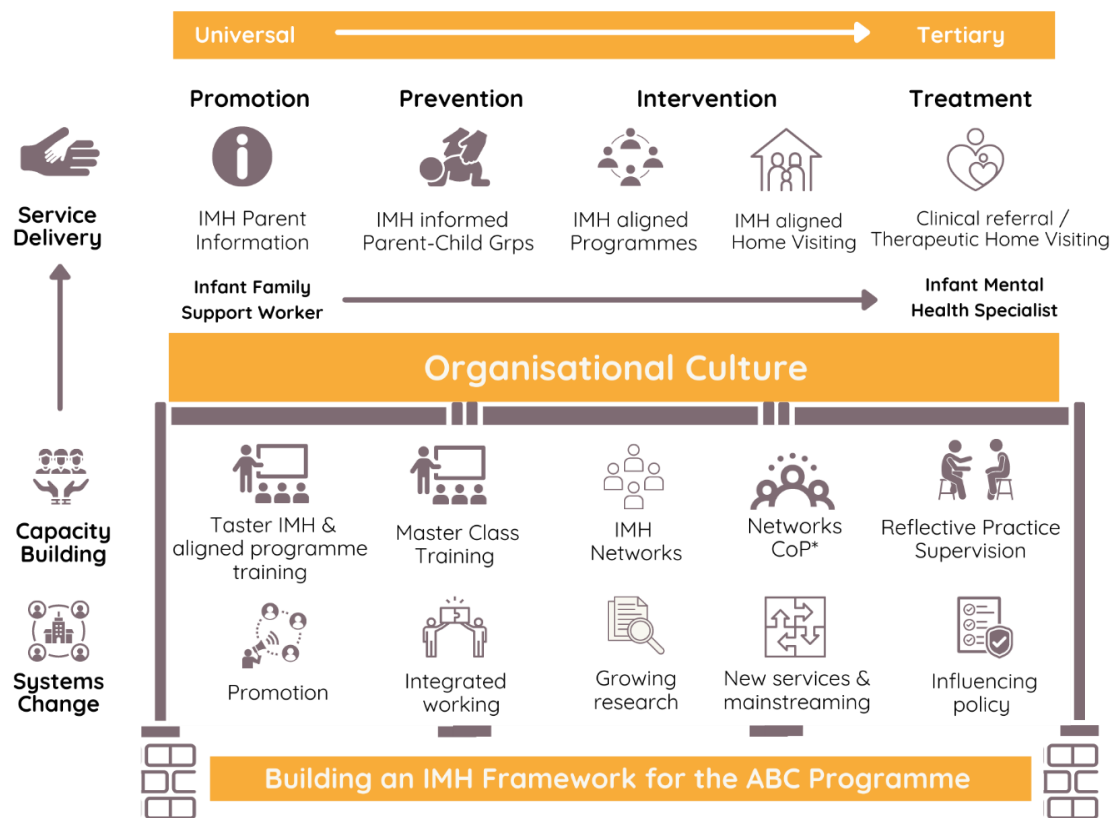 Universal
Tertiary
Promotion
Prevention
Intervention
Treatment
Service
Delivery
IMH Parent
Information
IMH informed
Parent-Child Grps
IMH aligned
Programmes
IMH aligned
Home Visiting
Clinical referral /
Therapeutic Home Visiting
Infant Family
Support Worker
Infant Mental
Health Specialist
Organisational Culture
Capacity
Building
Taster IMH &
aligned programme
training
Master Class
Training
IMH
Networks
Networks
CoP*
Reflective Practice
Supervision
Systems
Change
Promotion
Integrated
working
Growing
research
New services &
mainstreaming
Influencing
policy
Building an IMH Framework for the ABC Programme